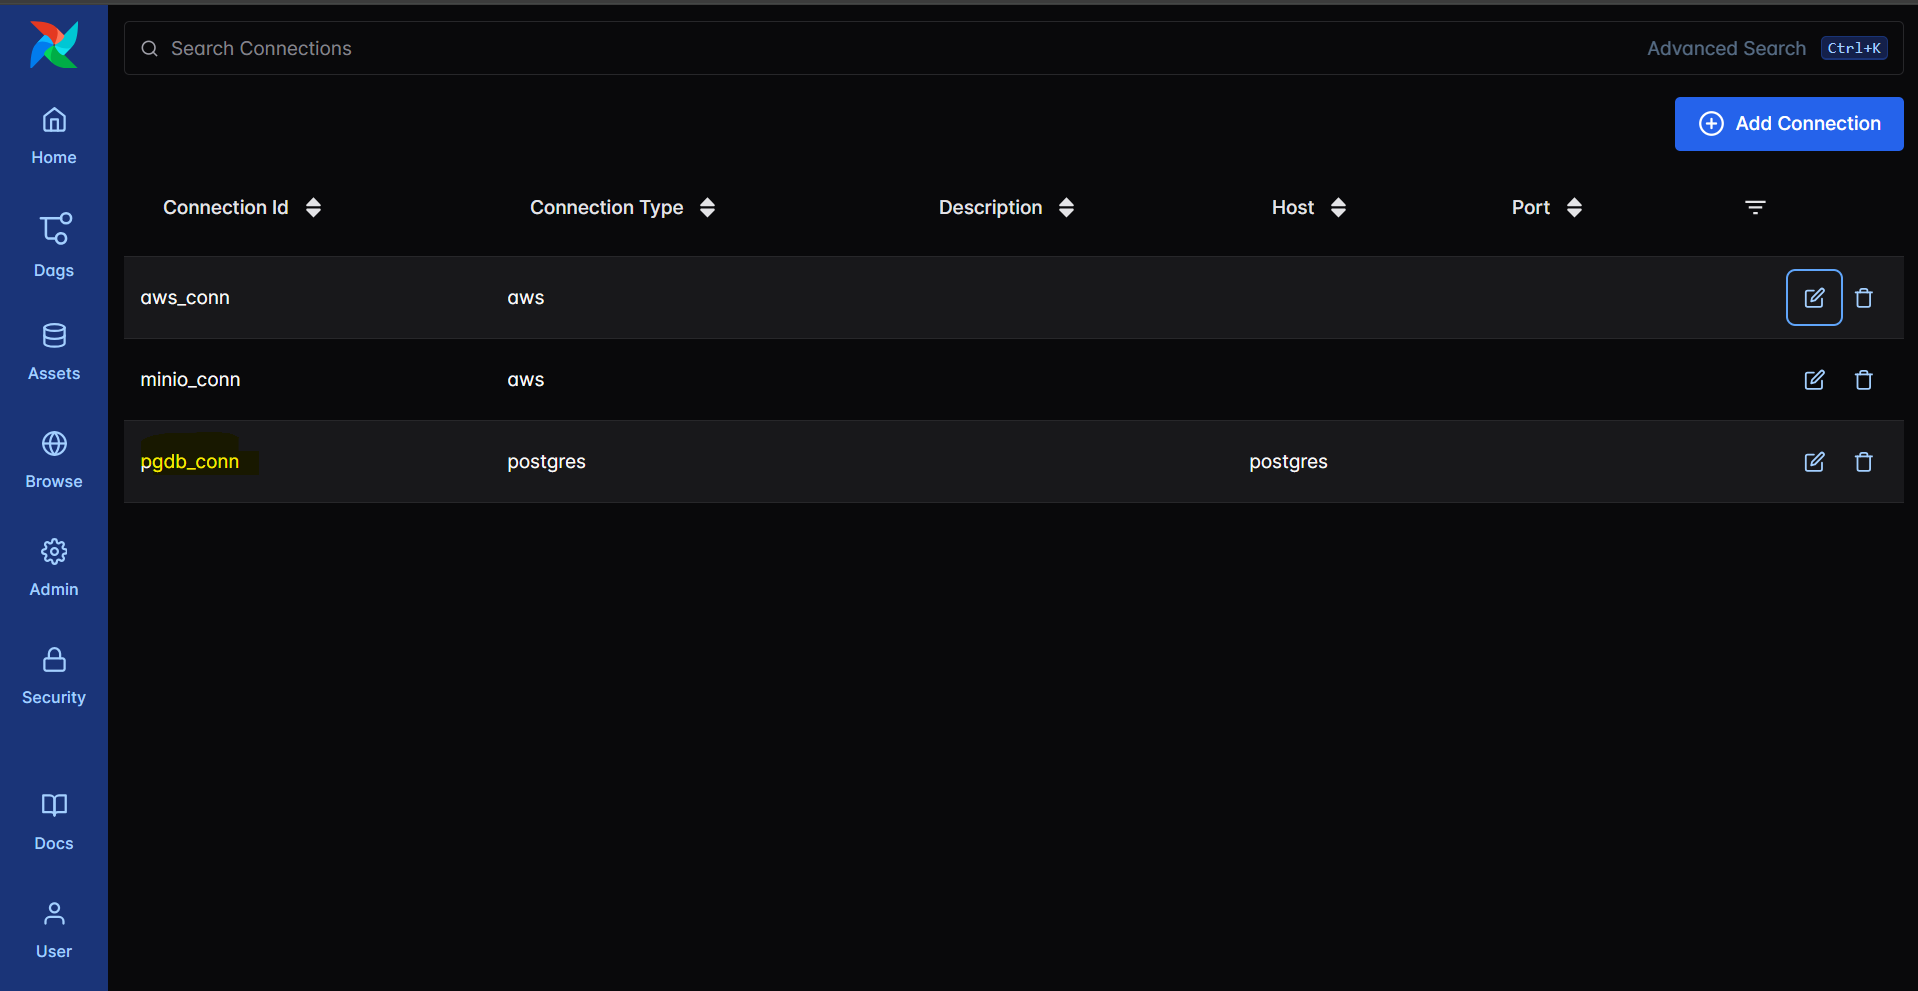 Search Connections Advanced Search Ctrl+K
Add Connection
Home
Dags
Assets
Browse
Admin
Security
Docs
User
Connection Id Connection Type Description Host Port
aws_conn aws
minio_conn aws
pgdb_conn postgres postgres